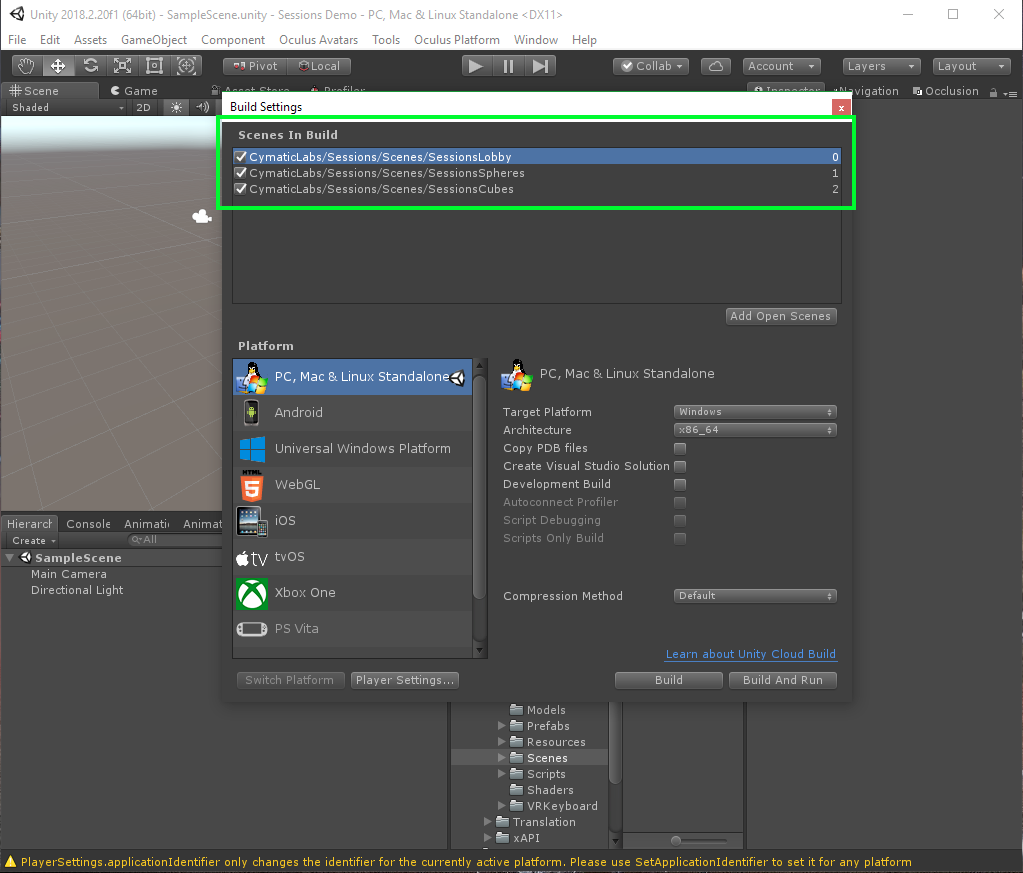 Unity 2018.2.20f1 (64bit) - SampleScene.unity - Sessions Demo - PC, Mac & Linux Standalone <DX11>
File Edit Assets GameObject Component Oculus Avatars Tools Oculus Platform Window Help
Pivot Local Collab Account Layers Layout
Scene Game Asset Store Profiler Inspector Navigation Occlusion
Shaded 2D
Build Settings
Scenes In Build
CymaticLabs/Sessions/Scenes/SessionsLobby 0
CymaticLabs/Sessions/Scenes/SessionsSpheres 1
CymaticLabs/Sessions/Scenes/SessionsCubes 2
Add Open Scenes
Platform
PC, Mac & Linux Standalone
Android
Universal Windows Platform
HTML 5 WebGL
iOS
tv tvOS
Xbox One
PS Vita
PC, Mac & Linux Standalone
Target Platform Windows
Architecture x86_64
Copy PDB files
Create Visual Studio Solution
Development Build
Autoconnect Profiler
Script Debugging
Scripts Only Build
Compression Method Default
Learn about Unity Cloud Build
Switch Platform Player Settings... Build Build And Run
Hierarch Console Animati Animat
Create All
SampleScene
Main Camera
Directional Light
Models
Prefabs
Resources
Scenes
Scripts
Shaders
VRKeyboard
Translation
xAPI
PlayerSettings.applicationIdentifier only changes the identifier for the currently active platform. Please use SetApplicationIdentifier to set it for any platform